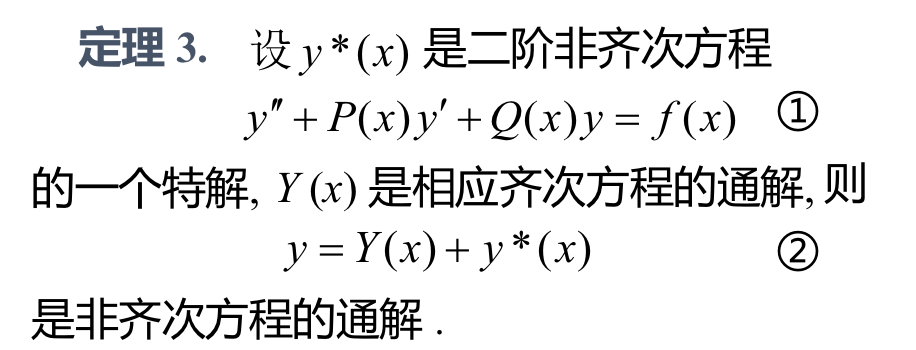 定理 3. 设 y*(x) 是二阶非齐次方程
y″ + P(x)y′ + Q(x)y = f(x) ①
的一个特解, Y(x) 是相应齐次方程的通解, 则
y = Y(x) + y*(x) ②
是非齐次方程的通解 .